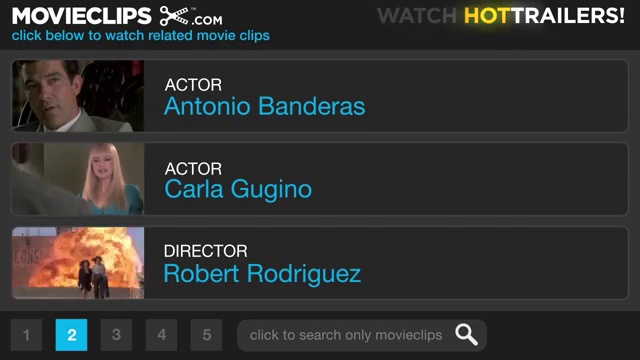 MOVIECLIPS .COM
WATCH HOTTRAILERS!
click below to watch related movie clips
ACTOR
Antonio Banderas
ACTOR
Carla Gugino
DIRECTOR
Robert Rodriguez
1 2 3 4 5 click to search only movieclips